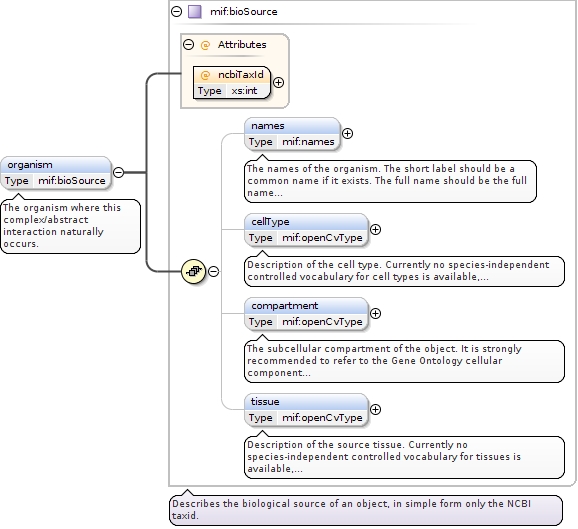 mif:bioSource
@ Attributes
@ ncbiTaxId
Type xs:int
organism
Type mif:bioSource
The organism where this
complex/abstract
interaction naturally
occurs.
names
Type mif:names
The names of the organism. The short label should be a
common name if it exists. The full name should be the full
name...
cellType
Type mif:openCvType
Description of the cell type. Currently no species-independent
controlled vocabulary for cell types is available,...
compartment
Type mif:openCvType
The subcellular compartment of the object. It is strongly
recommended to refer to the Gene Ontology cellular
component...
tissue
Type mif:openCvType
Description of the source tissue. Currently no
species-independent controlled vocabulary for tissues is
available,...
Describes the biological source of an object, in simple form only the NCBI
taxid.